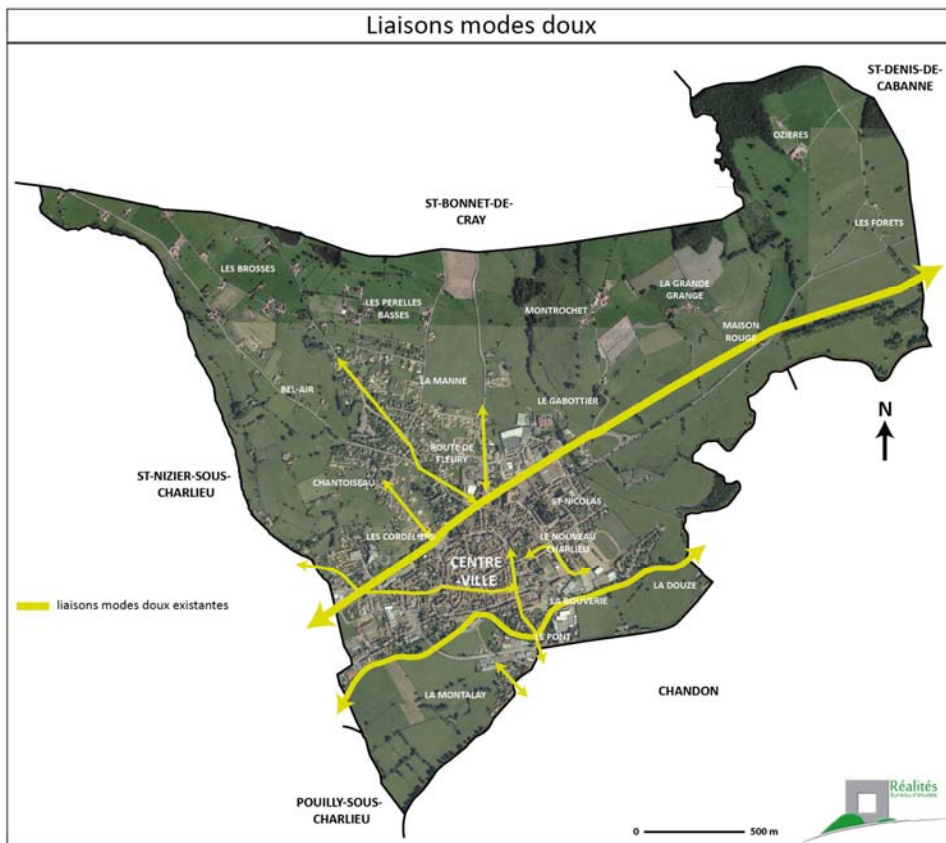 Liaisons modes doux
ST-DENIS-DE-
CABANNE
OZIERES
ST-BONNET-DE-
CRAY
LES FORETS
LES BROSSES
LA GRANDE
GRANGE
LES PERELLES
BASSES
MONTROCHET
MAISON
ROUGE
LA MANNE
BEL-AIR
LE GABOTTIER
N
ROUTE DE
FLEURY
ST-NIZIER-SOUS-
CHARLIEU
CHANTOISEAU
ST-NICOLAS
LES CORDELIERS
LE NOUVEAU
CHARLIEU
CENTRE
-VILLE
LA DOUZE
LA BOUVERIE
liaisons modes doux existantes
LE PONT
LA MONTALAY
CHANDON
POUILLY-SOUS-
CHARLIEU
Réalités
Bureau d'études
0 500 m